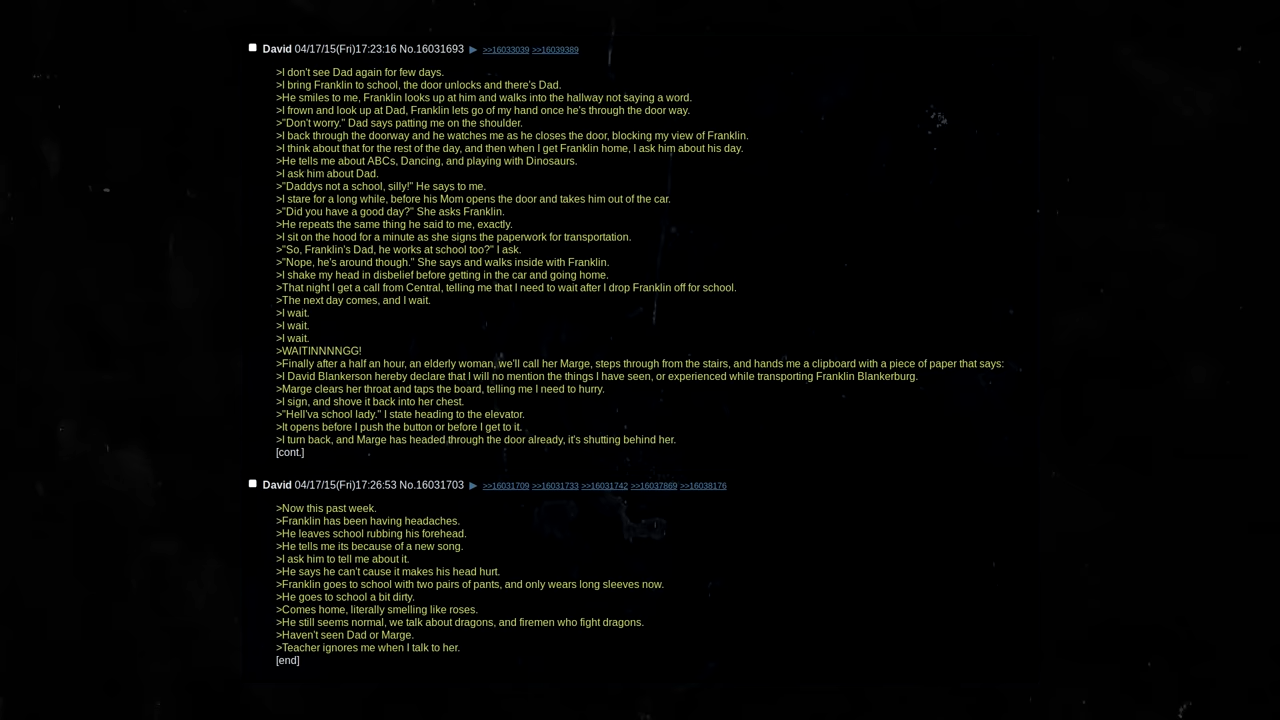 David 04/17/15(Fri)17:23:16 No.16031693 ▶ >>16033039 >>16039389
>I don't see Dad again for few days.
>I bring Franklin to school, the door unlocks and there's Dad.
>He smiles to me, Franklin looks up at him and walks into the hallway not saying a word.
>I frown and look up at Dad, Franklin lets go of my hand once he's through the door way.
>"Don't worry." Dad says patting me on the shoulder.
>I back through the doorway and he watches me as he closes the door, blocking my view of Franklin.
>I think about that for the rest of the day, and then when I get Franklin home, I ask him about his day.
>He tells me about ABCs, Dancing, and playing with Dinosaurs.
>I ask him about Dad.
>"Daddys not a school, silly!" He says to me.
>I stare for a long while, before his Mom opens the door and takes him out of the car.
>"Did you have a good day?" She asks Franklin.
>He repeats the same thing he said to me, exactly.
>I sit on the hood for a minute as she signs the paperwork for transportation.
>"So, Franklin's Dad, he works at school too?" I ask.
>"Nope, he's around though." She says and walks inside with Franklin.
>I shake my head in disbelief before getting in the car and going home.
>That night I get a call from Central, telling me that I need to wait after I drop Franklin off for school.
>The next day comes, and I wait.
>I wait.
>I wait.
>I wait.
>WAITINNNNGG!
>Finally after a half an hour, an elderly woman, we'll call her Marge, steps through from the stairs, and hands me a clipboard with a piece of paper that says:
>I David Blankerson hereby declare that I will no mention the things I have seen, or experienced while transporting Franklin Blankerburg.
>Marge clears her throat and taps the board, telling me I need to hurry.
>I sign, and shove it back into her chest.
>"Hell'va school lady." I state heading to the elevator.
>It opens before I push the button or before I get to it.
>I turn back, and Marge has headed through the door already, it's shutting behind her.
[cont.]
David 04/17/15(Fri)17:26:53 No.16031703 ▶ >>16031709 >>16031733 >>16031742 >>16037869 >>16038176
>Now this past week.
>Franklin has been having headaches.
>He leaves school rubbing his forehead.
>He tells me its because of a new song.
>I ask him to tell me about it.
>He says he can't cause it makes his head hurt.
>Franklin goes to school with two pairs of pants, and only wears long sleeves now.
>He goes to school a bit dirty.
>Comes home, literally smelling like roses.
>He still seems normal, we talk about dragons, and firemen who fight dragons.
>Haven't seen Dad or Marge.
>Teacher ignores me when I talk to her.
[end]